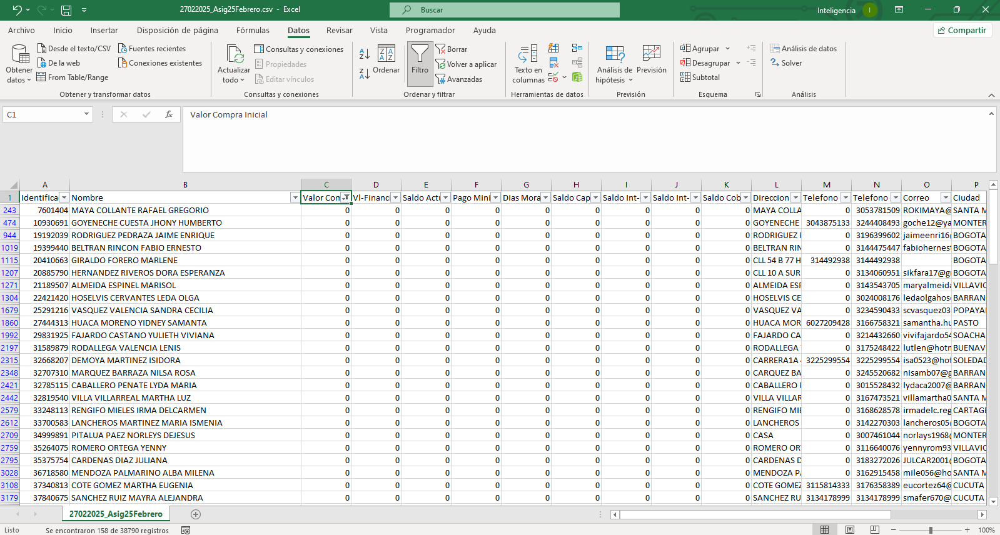 27022025_Asig25Febrero.csv - Excel
Buscar
Inteligencia I
Archivo Inicio Insertar Disposición de página Fórmulas Datos Revisar Vista Programador Ayuda Compartir
Obtener datos
Desde el texto/CSV
De la web
From Table/Range
Fuentes recientes
Conexiones existentes
Obtener y transformar datos
Actualizar todo
Consultas y conexiones
Propiedades
Editar vínculos
Consultas y conexiones
Ordenar
Filtro
Borrar
Volver a aplicar
Avanzadas
Ordenar y filtrar
Texto en columnas
Herramientas de datos
Análisis de hipótesis
Previsión
Previsión
Agrupar
Desagrupar
Subtotal
Esquema
Análisis de datos
Solver
Análisis
C1 fx Valor Compra Inicial
A B C D E F G H I J K L M N O P
1 Identifica Nombre Valor Com Vl-Financi Saldo Actu Pago Mini Dias Mora Saldo Cap Saldo Int- Saldo Int- Saldo Cob Direccion Telefono Telefono Correo Ciudad
243 7601404 MAYA COLLANTE RAFAEL GREGORIO 0 0 0 0 0 0 0 0 0 MAYA COLLA 0 3053781509 ROKIMAYA@ SANTA M
474 10930691 GOYENECHE CUESTA JHONY HUMBERTO 0 0 0 0 0 0 0 0 0 GOYENECHE 3043875133 3244408493 goche12@ya MONTER
944 19192039 RODRIGUEZ PEDRAZA JAIME ENRIQUE 0 0 0 0 0 0 0 0 0 RODRIGUEZ P 0 3196399602 jaimeenri16@ BOGOTA
1019 19399440 BELTRAN RINCON FABIO ERNESTO 0 0 0 0 0 0 0 0 0 BELTRAN RIN 0 3144475447 fabiohernest BOGOTA
1115 20410663 GIRALDO FORERO MARLENE 0 0 0 0 0 0 0 0 0 CLL 54 B 77 H 314492938 3144492938 BOGOTA
1207 20885790 HERNANDEZ RIVEROS DORA ESPERANZA 0 0 0 0 0 0 0 0 0 CLL 10 A SUR 0 3134060951 sikfara17@gm BOGOTA
1271 21189507 ALMEIDA ESPINEL MARISOL 0 0 0 0 0 0 0 0 0 ALMEIDA ESP 0 3143543705 maryalmeida VILLAVIC
1304 22421420 HOSELVIS CERVANTES LEDA OLGA 0 0 0 0 0 0 0 0 0 HOSELVIS CE 0 3024008176 ledaolgahose BARRAN
1679 25291216 VASQUEZ VALENCIA SANDRA CECILIA 0 0 0 0 0 0 0 0 0 VASQUEZ VA 0 3234590433 scvasquez03 POPAYA
1860 27444313 HUACA MORENO YIDNEY SAMANTA 0 0 0 0 0 0 0 0 0 HUACA MOR 6027209428 3166758321 samantha.hu PASTO
1992 29831925 FAJARDO CASTANO YULIETH VIVIANA 0 0 0 0 0 0 0 0 0 FAJARDO CA 0 3214432660 vivifajardo54 SOACHA
2197 31589879 RODALLEGA VALENCIA LENIS 0 0 0 0 0 0 0 0 0 RODALLEGA 0 3175248422 lutlen@hotm BUENAV
2315 32668207 DEMOYA MARTINEZ ISIDORA 0 0 0 0 0 0 0 0 0 CARRERA1A 3225299554 3225299554 isa0523@hot SOLEDAD
2348 32707310 MARQUEZ BARRAZA NILSA ROSA 0 0 0 0 0 0 0 0 0 CARQUEZ BA 0 3245520682 nisamb07@g BARRAN
2421 32785115 CABALLERO PENATE LYDA MARIA 0 0 0 0 0 0 0 0 0 CABALLERO P 0 3015528432 lydaca2007@ BARRAN
2442 32819540 VILLA VILLARREAL MARTHA LUZ 0 0 0 0 0 0 0 0 0 VILLA VILLAR 0 3167473521 villamartha0 SANTA M
2579 33248113 RENGIFO MIELES IRMA DELCARMEN 0 0 0 0 0 0 0 0 0 RENGIFO MIE 0 3168628578 irmadelc.reg CARTAGE
2612 33700583 LANCHEROS MARTINEZ MARIA ISMENIA 0 0 0 0 0 0 0 0 0 LANCHEROS 0 3142270303 lancheros05@ BOGOTA
2709 34999891 PITALUA PAEZ NORLEYS DEJESUS 0 0 0 0 0 0 0 0 0 CASA 0 3007461044 norlays1968@ MONTER
2759 35264075 ROMERO ORTEGA YENNY 0 0 0 0 0 0 0 0 0 ROMERO OR 0 3116640076 yennyrom93 VILLAVIC
2795 35375754 CARDENAS DIAZ JULIANA 0 0 0 0 0 0 0 0 0 CARDENAS D 0 3183272026 JULCAR2001@ BOGOTA
3028 36718580 MENDOZA PALMARINO ALBA MILENA 0 0 0 0 0 0 0 0 0 MENDOZA PA 0 3162915458 mile056@ho SANTA M
3108 37340813 COTE GOMEZ MARTHA EUGENIA 0 0 0 0 0 0 0 0 0 COTE GOMEZ 3115814333 3176358389 eucortez64@ CUCUTA
3179 37840675 SANCHEZ RUIZ MAYRA ALEJANDRA 0 0 0 0 0 0 0 0 0 SANCHEZ RU 3134178999 3134178999 smafer670@ CUCUTA
27022025_Asig25Febrero
Listo Se encontraron 158 de 38790 registros 100%